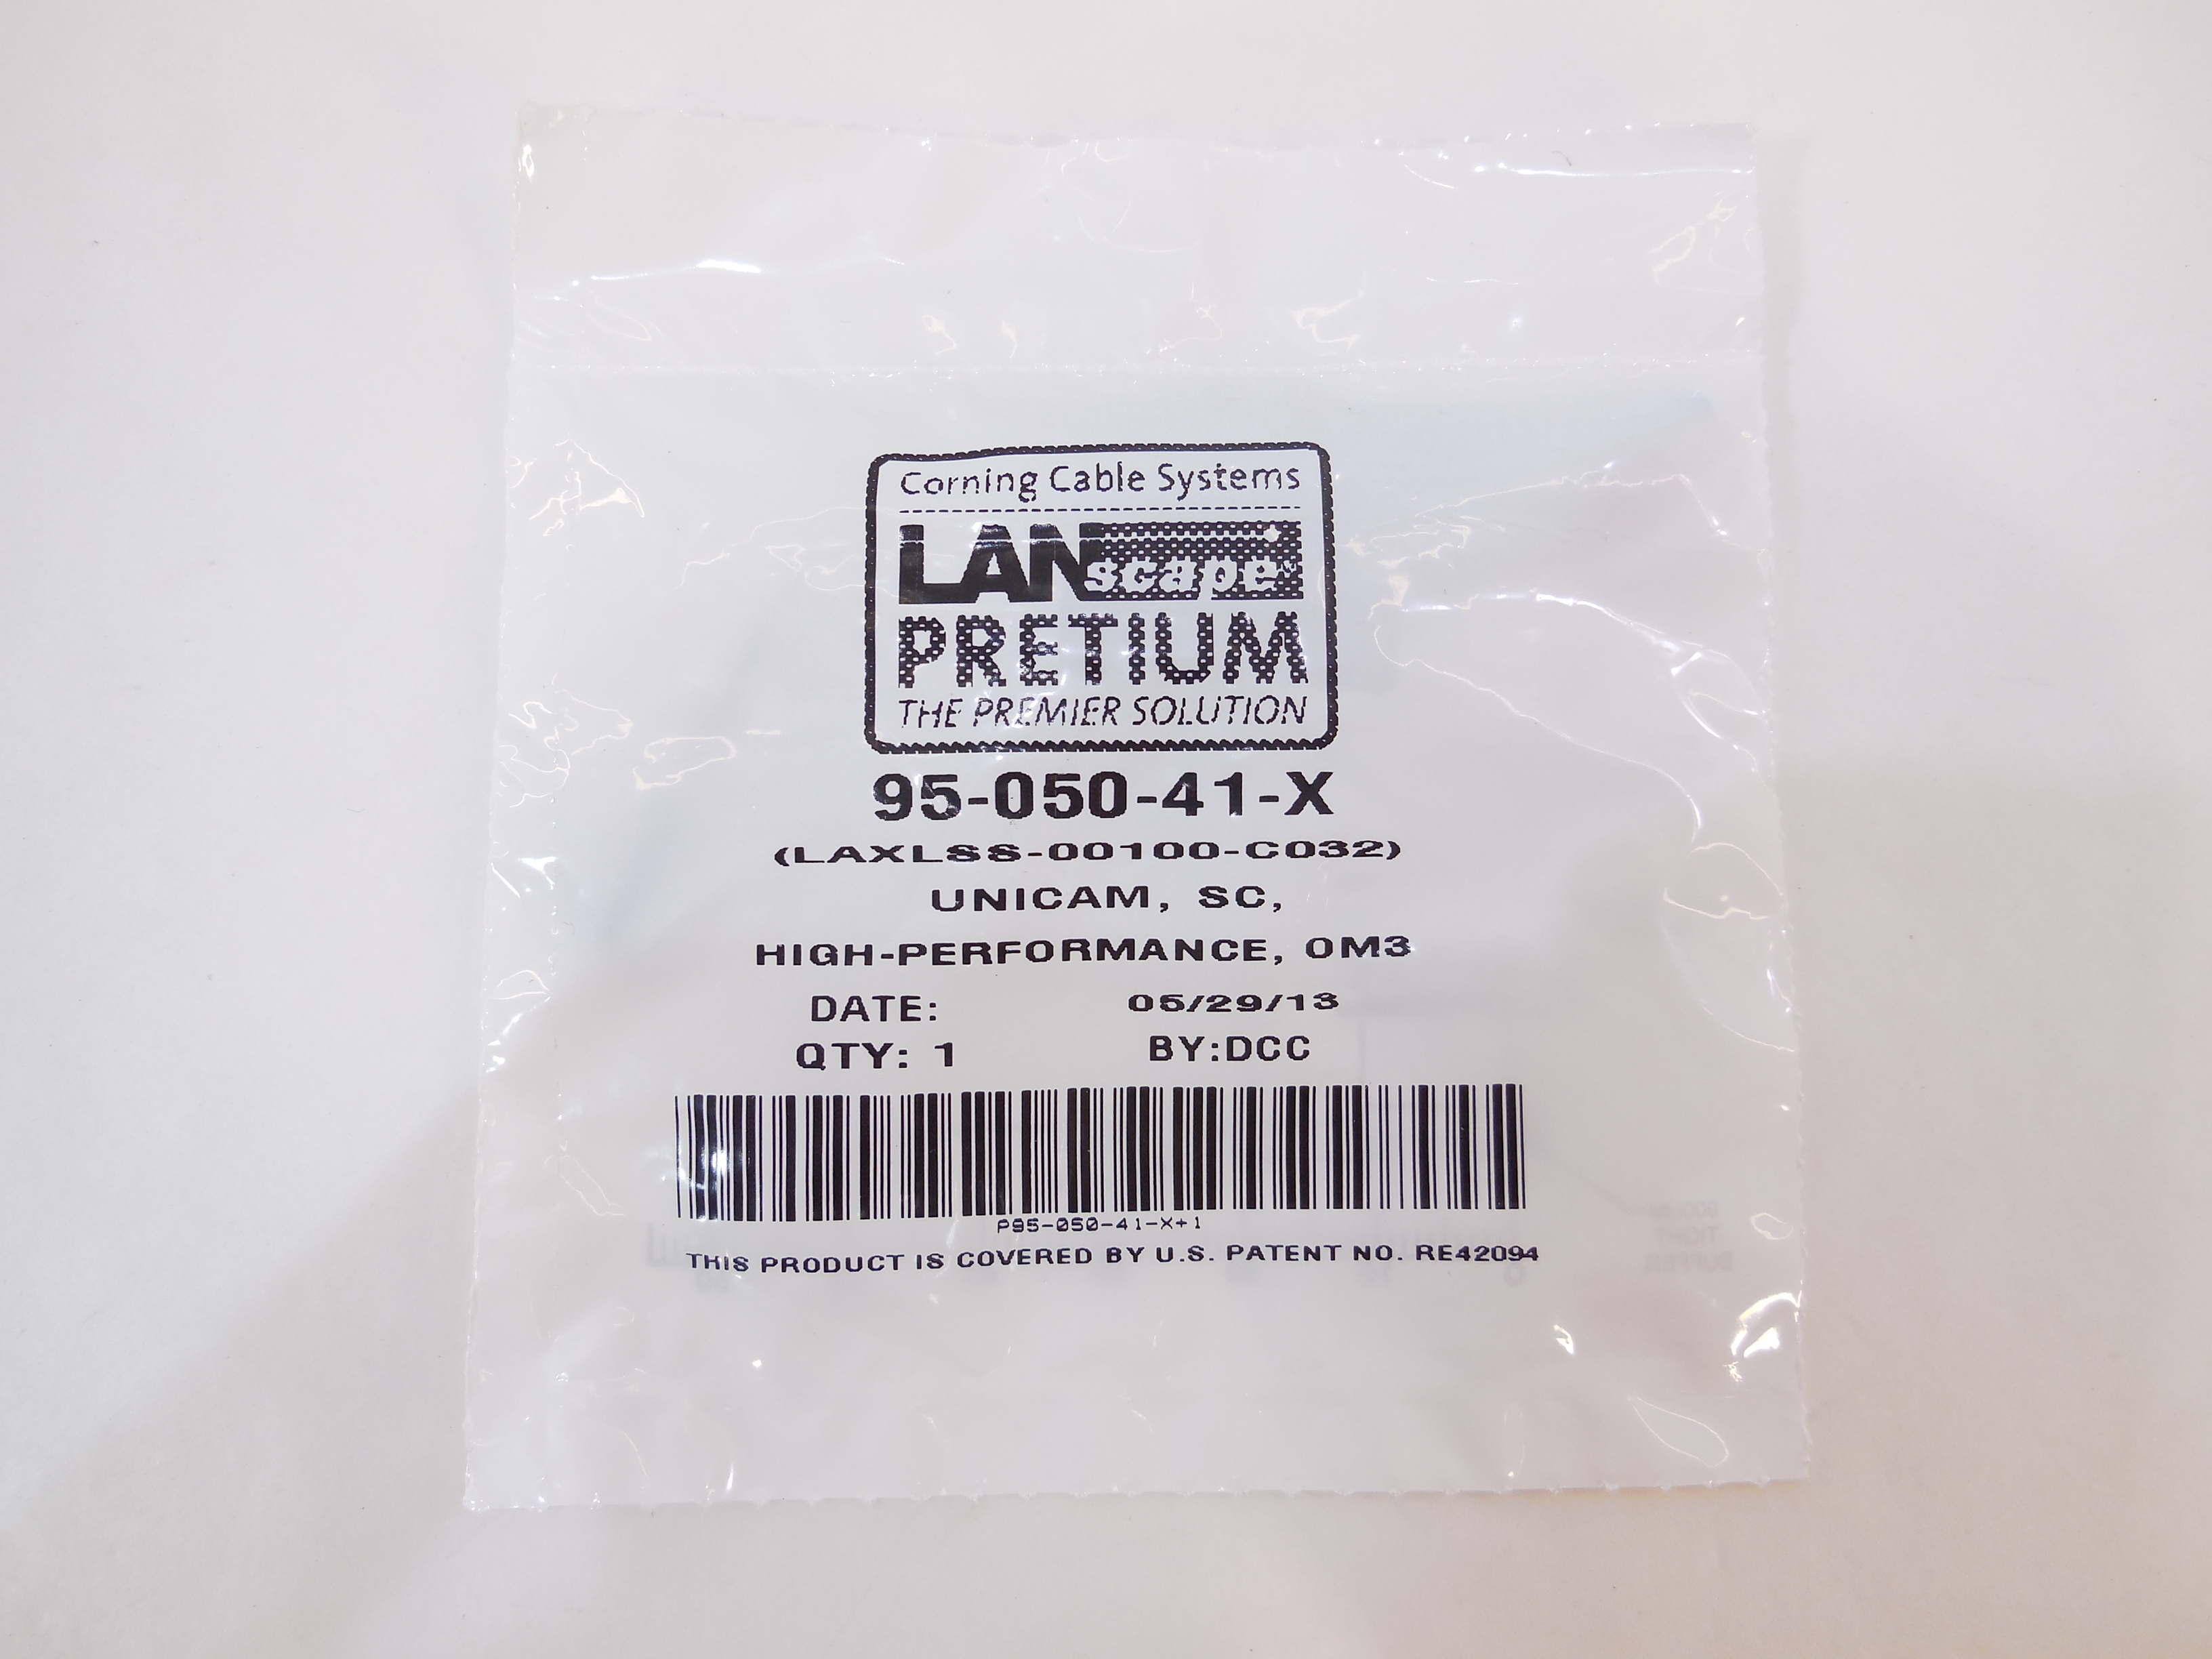 Corning Cable Systems
LANscape
PRETIUM
THE PREMIER SOLUTION
95-050-41-X
(LAXLSS-00100-C032)
UNICAM, SC,
HIGH-PERFORMANCE, OM3
DATE: 05/29/13
QTY: 1 BY:DCC
P95-050-41-X+1
THIS PRODUCT IS COVERED BY U.S. PATENT NO. RE42094
TIGHT
BUFFER